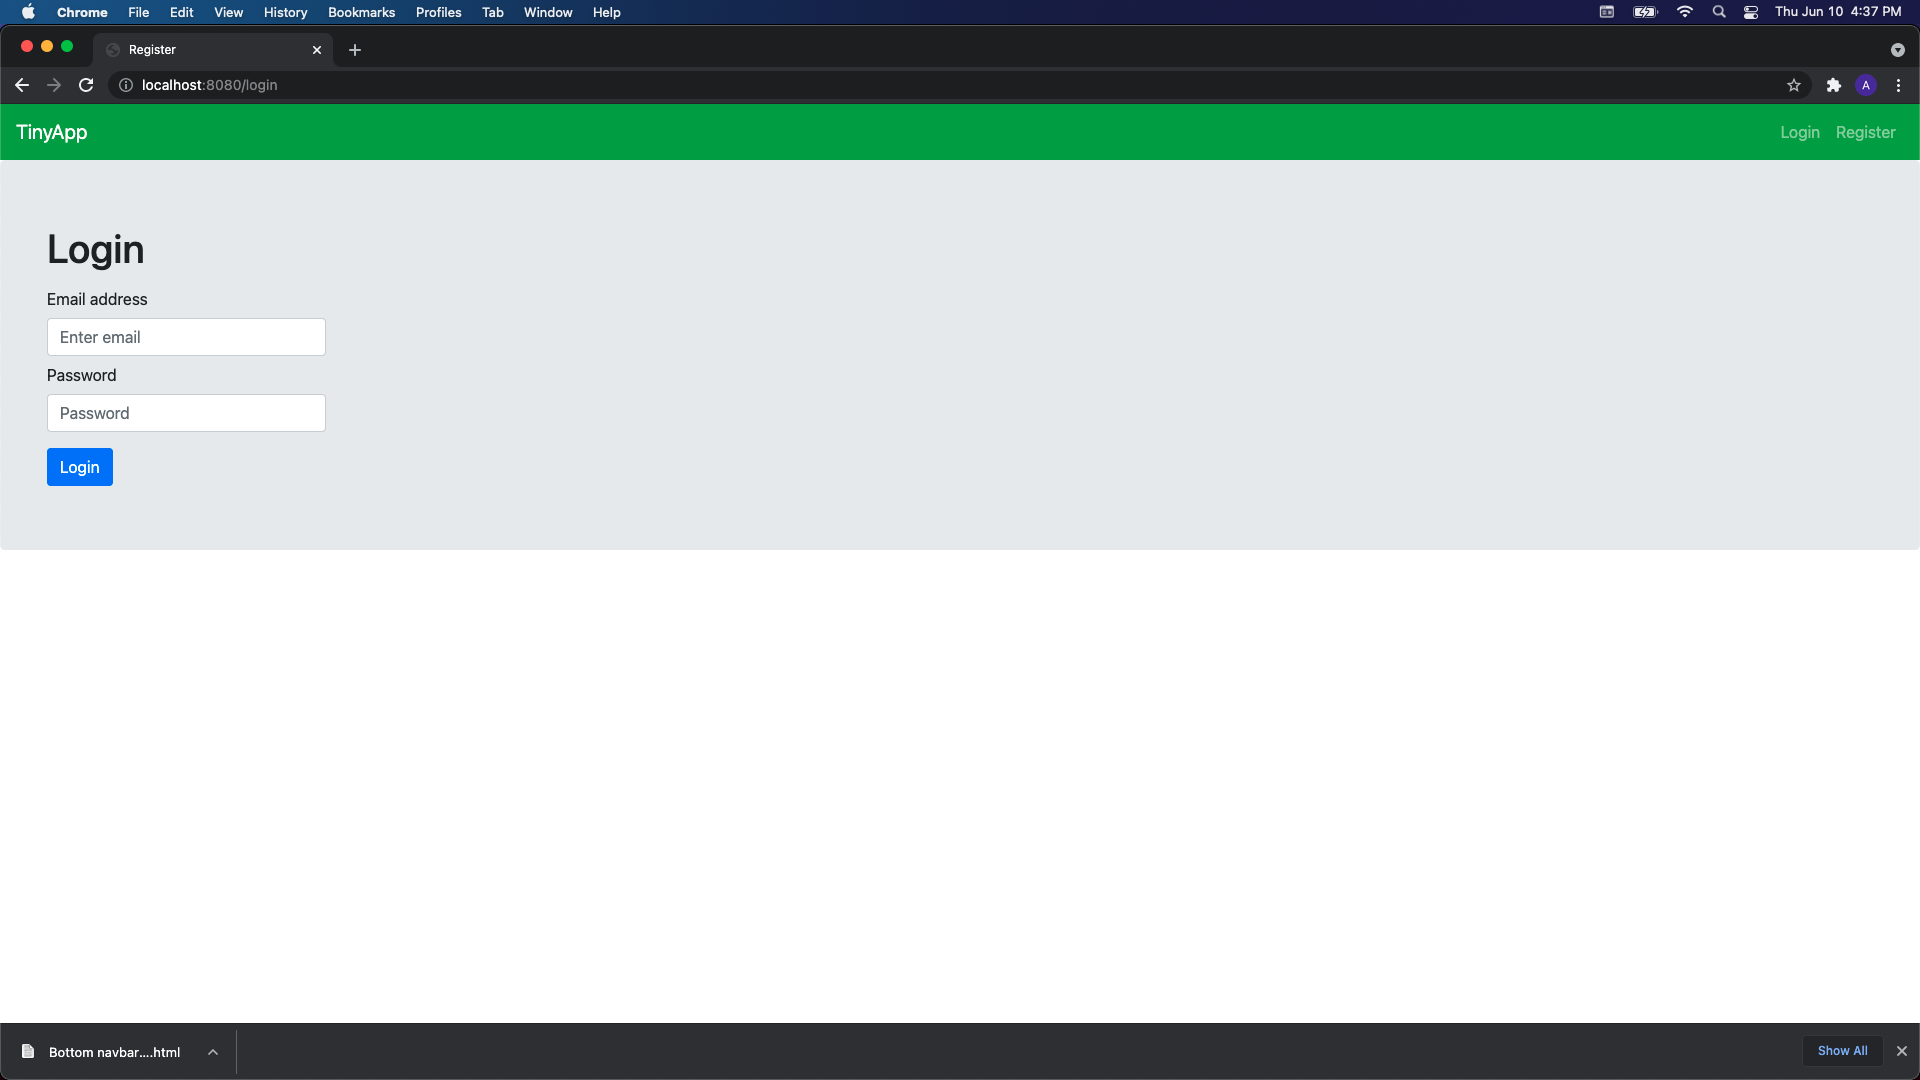 Chrome File Edit View History Bookmarks Profiles Tab Window Help Thu Jun 10 4:37 PM
Register
localhost:8080/login A
TinyApp Login Register
Login
Email address
Enter email
Password
Password
Login
Bottom navbar....html Show All